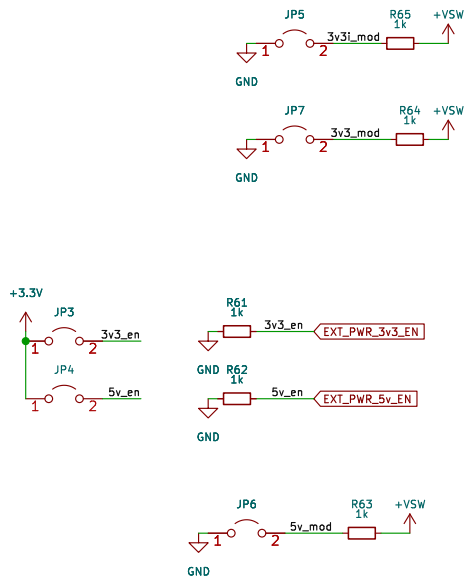 JP5
R65
1k
+VSW
3v3i_mod
1
2
GND
JP7
R64
1k
+VSW
3v3_mod
1
2
GND
+3.3V
JP3
3v3_en
1
2
JP4
5v_en
1
2
R61
1k
3v3_en
EXT_PWR_3v3_EN
GND
R62
1k
5v_en
EXT_PWR_5v_EN
GND
JP6
R63
1k
+VSW
5v_mod
1
2
GND